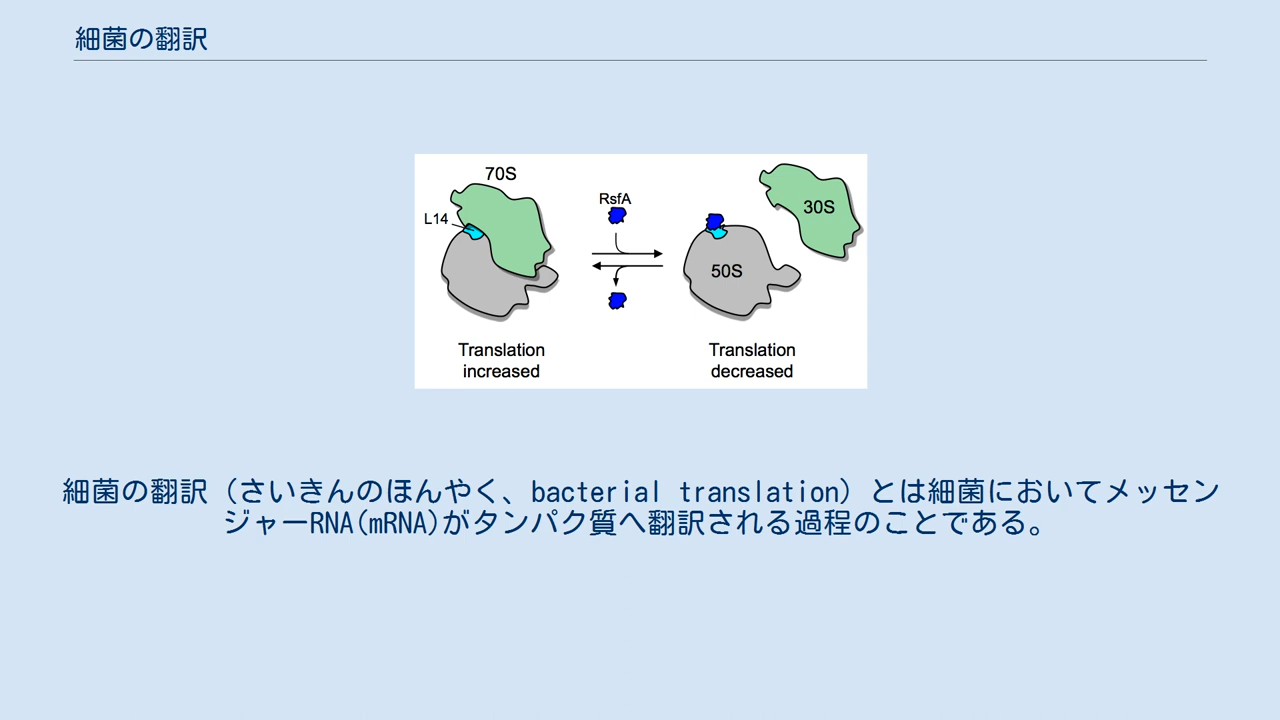 細菌の翻訳
70S
RsfA
L14
30S
50S
Translation
increased
Translation
decreased
細菌の翻訳（さいきんのほんやく、bacterial translation）とは細菌においてメッセン
ジャーRNA(mRNA)がタンパク質へ翻訳される過程のことである。